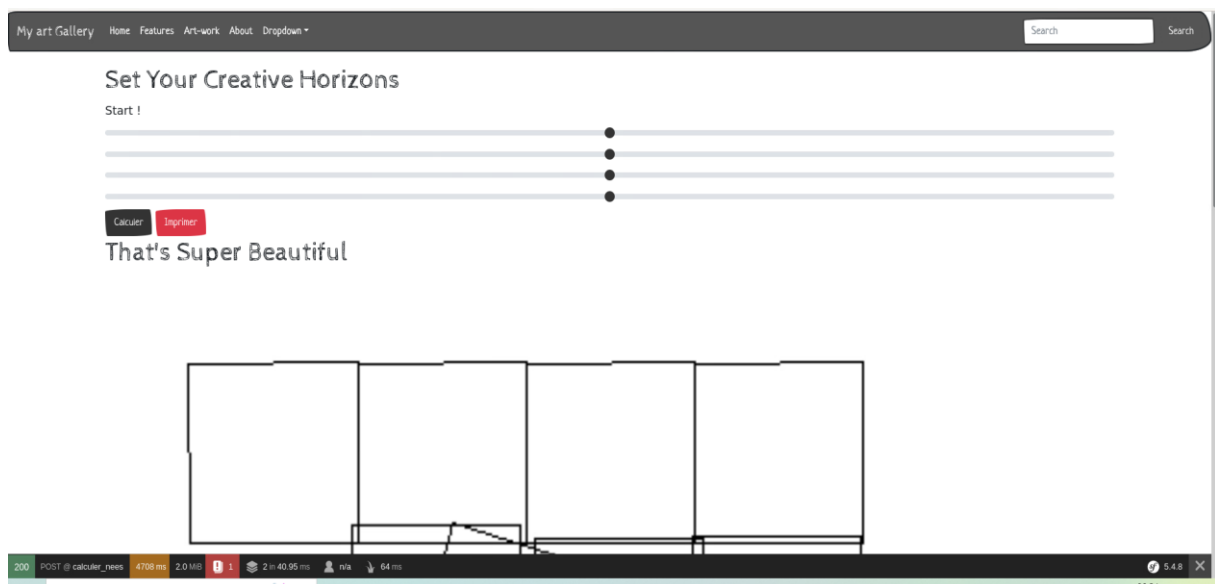 My art Gallery Home Features Art-work About Dropdown Search Search
Set Your Creative Horizons
Start !
Calculer Imprimer
That's Super Beautiful
200 POST @ calculer_nees 4708 ms 2.0 MiB 1 2 in 40.95 ms n/a 64 ms sf 5.4.8